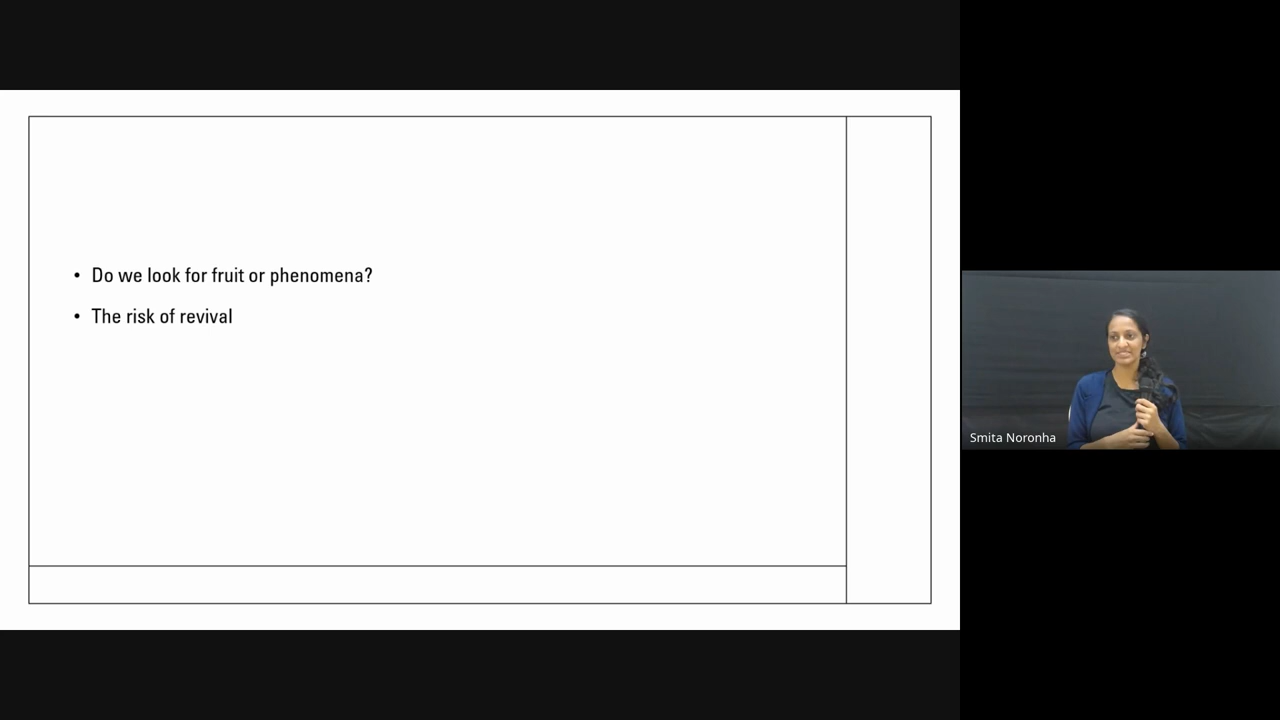 • Do we look for fruit or phenomena?
• The risk of revival
Smita Noronha